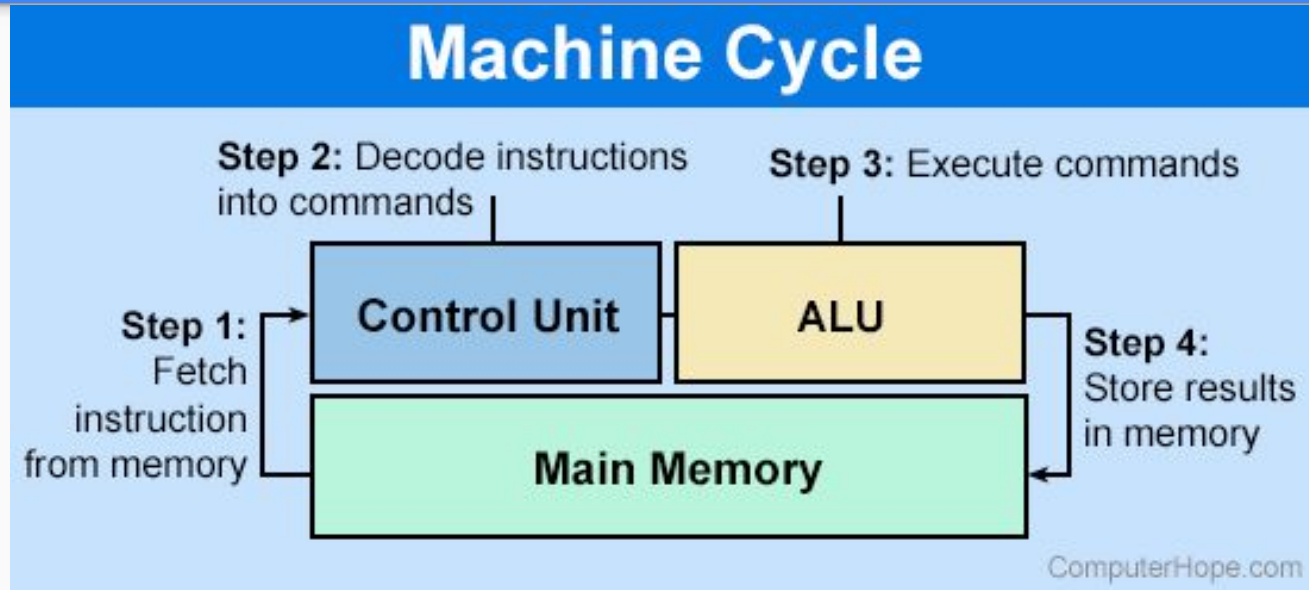 Machine Cycle
Step 2: Decode instructions
into commands
Step 3: Execute commands
Step 1:
Fetch
instruction
from memory
Control Unit
ALU
Step 4:
Store results
in memory
Main Memory
ComputerHope.com